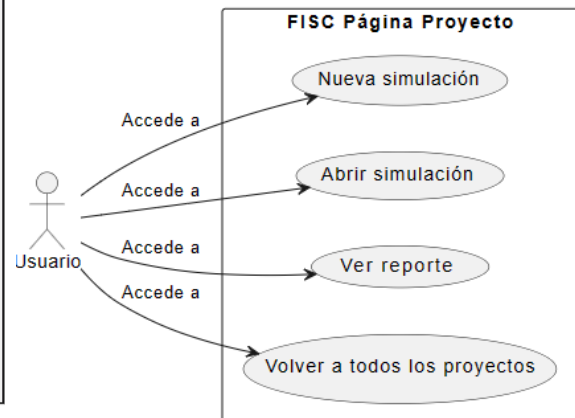 FISC Página Proyecto
Nueva simulación
Accede a
Abrir simulación
Accede a
Usuario
Accede a
Ver reporte
Accede a
Volver a todos los proyectos